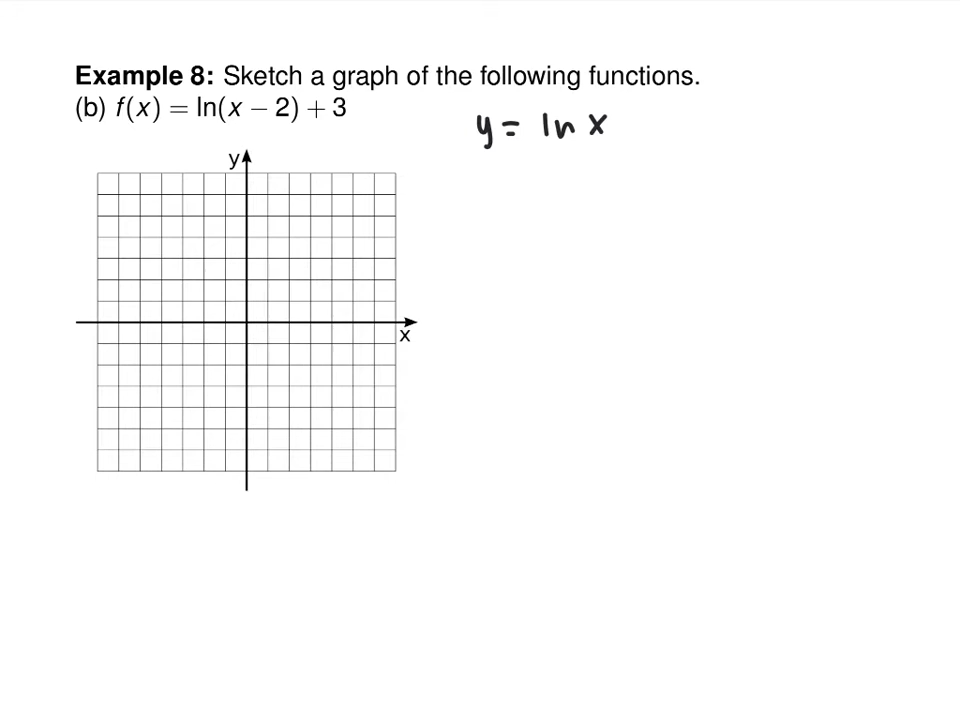 Example 8: Sketch a graph of the following functions.
(b) f(x) = ln(x − 2) + 3
y = ln x
y
x